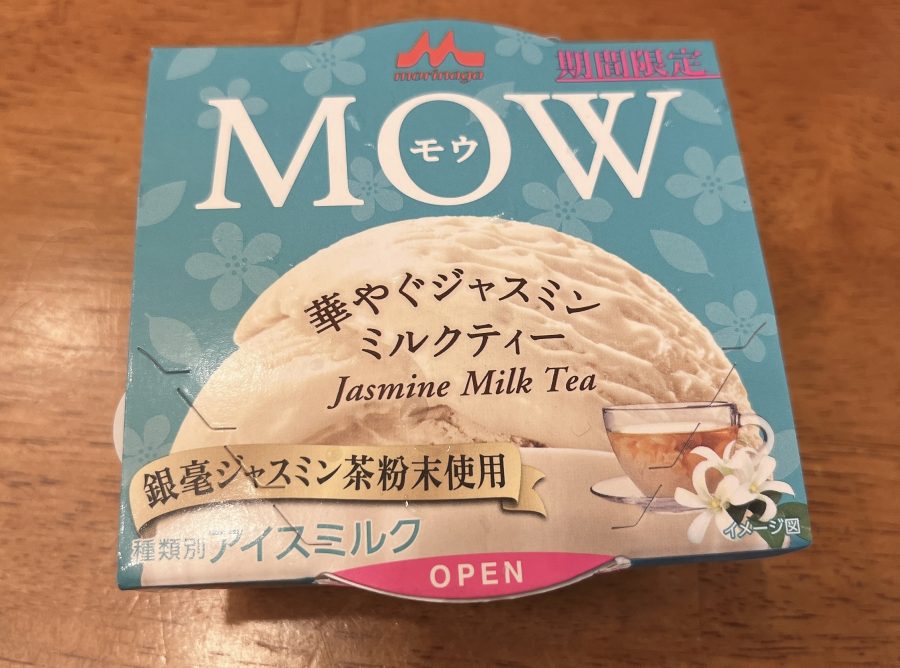 morinaga
期間限定
MOW
モウ
華やぐジャスミン
ミルクティー
Jasmine Milk Tea
銀毫ジャスミン茶粉末使用
種類別 アイスミルク
イメージ図
OPEN